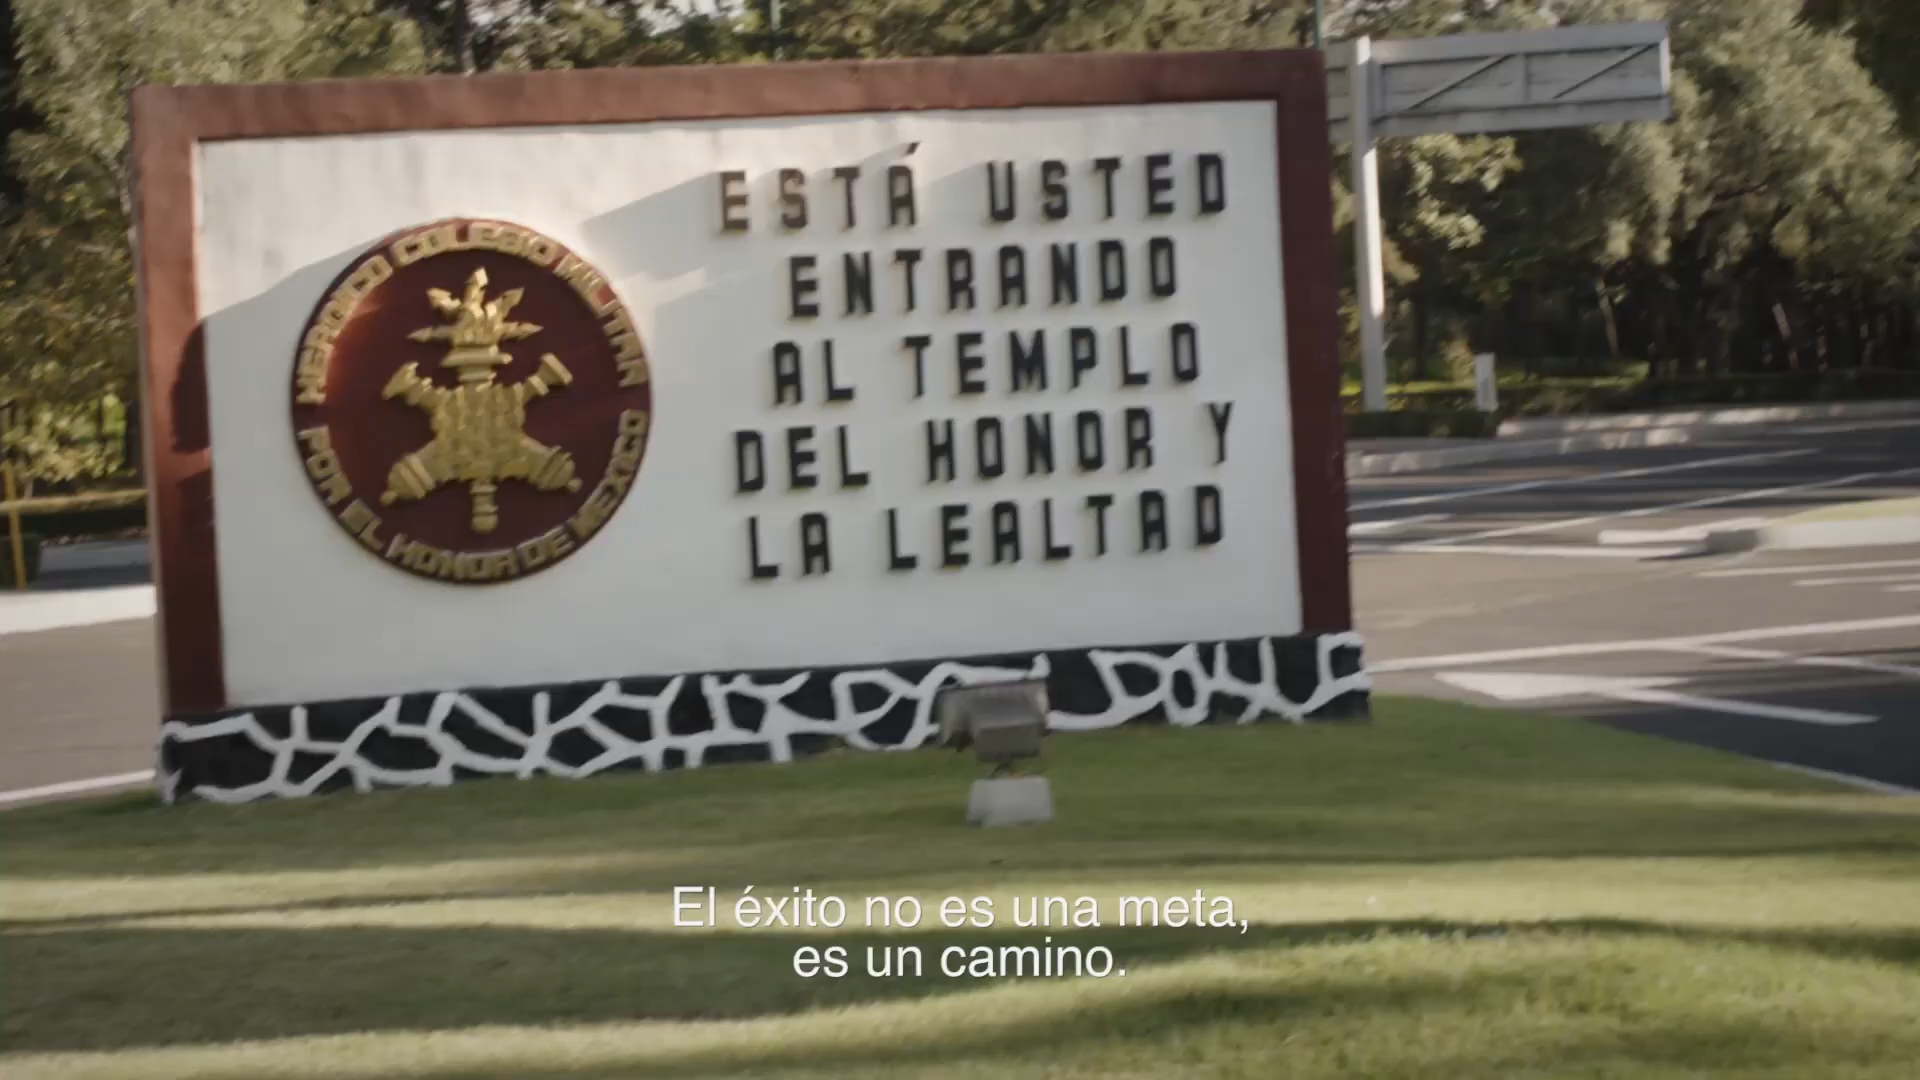 HEROICO COLEGIO MILITAR
POR EL HONOR DE MEXICO
ESTÁ USTED
ENTRANDO
AL TEMPLO
DEL HONOR Y
LA LEALTAD
El éxito no es una meta,
es un camino.